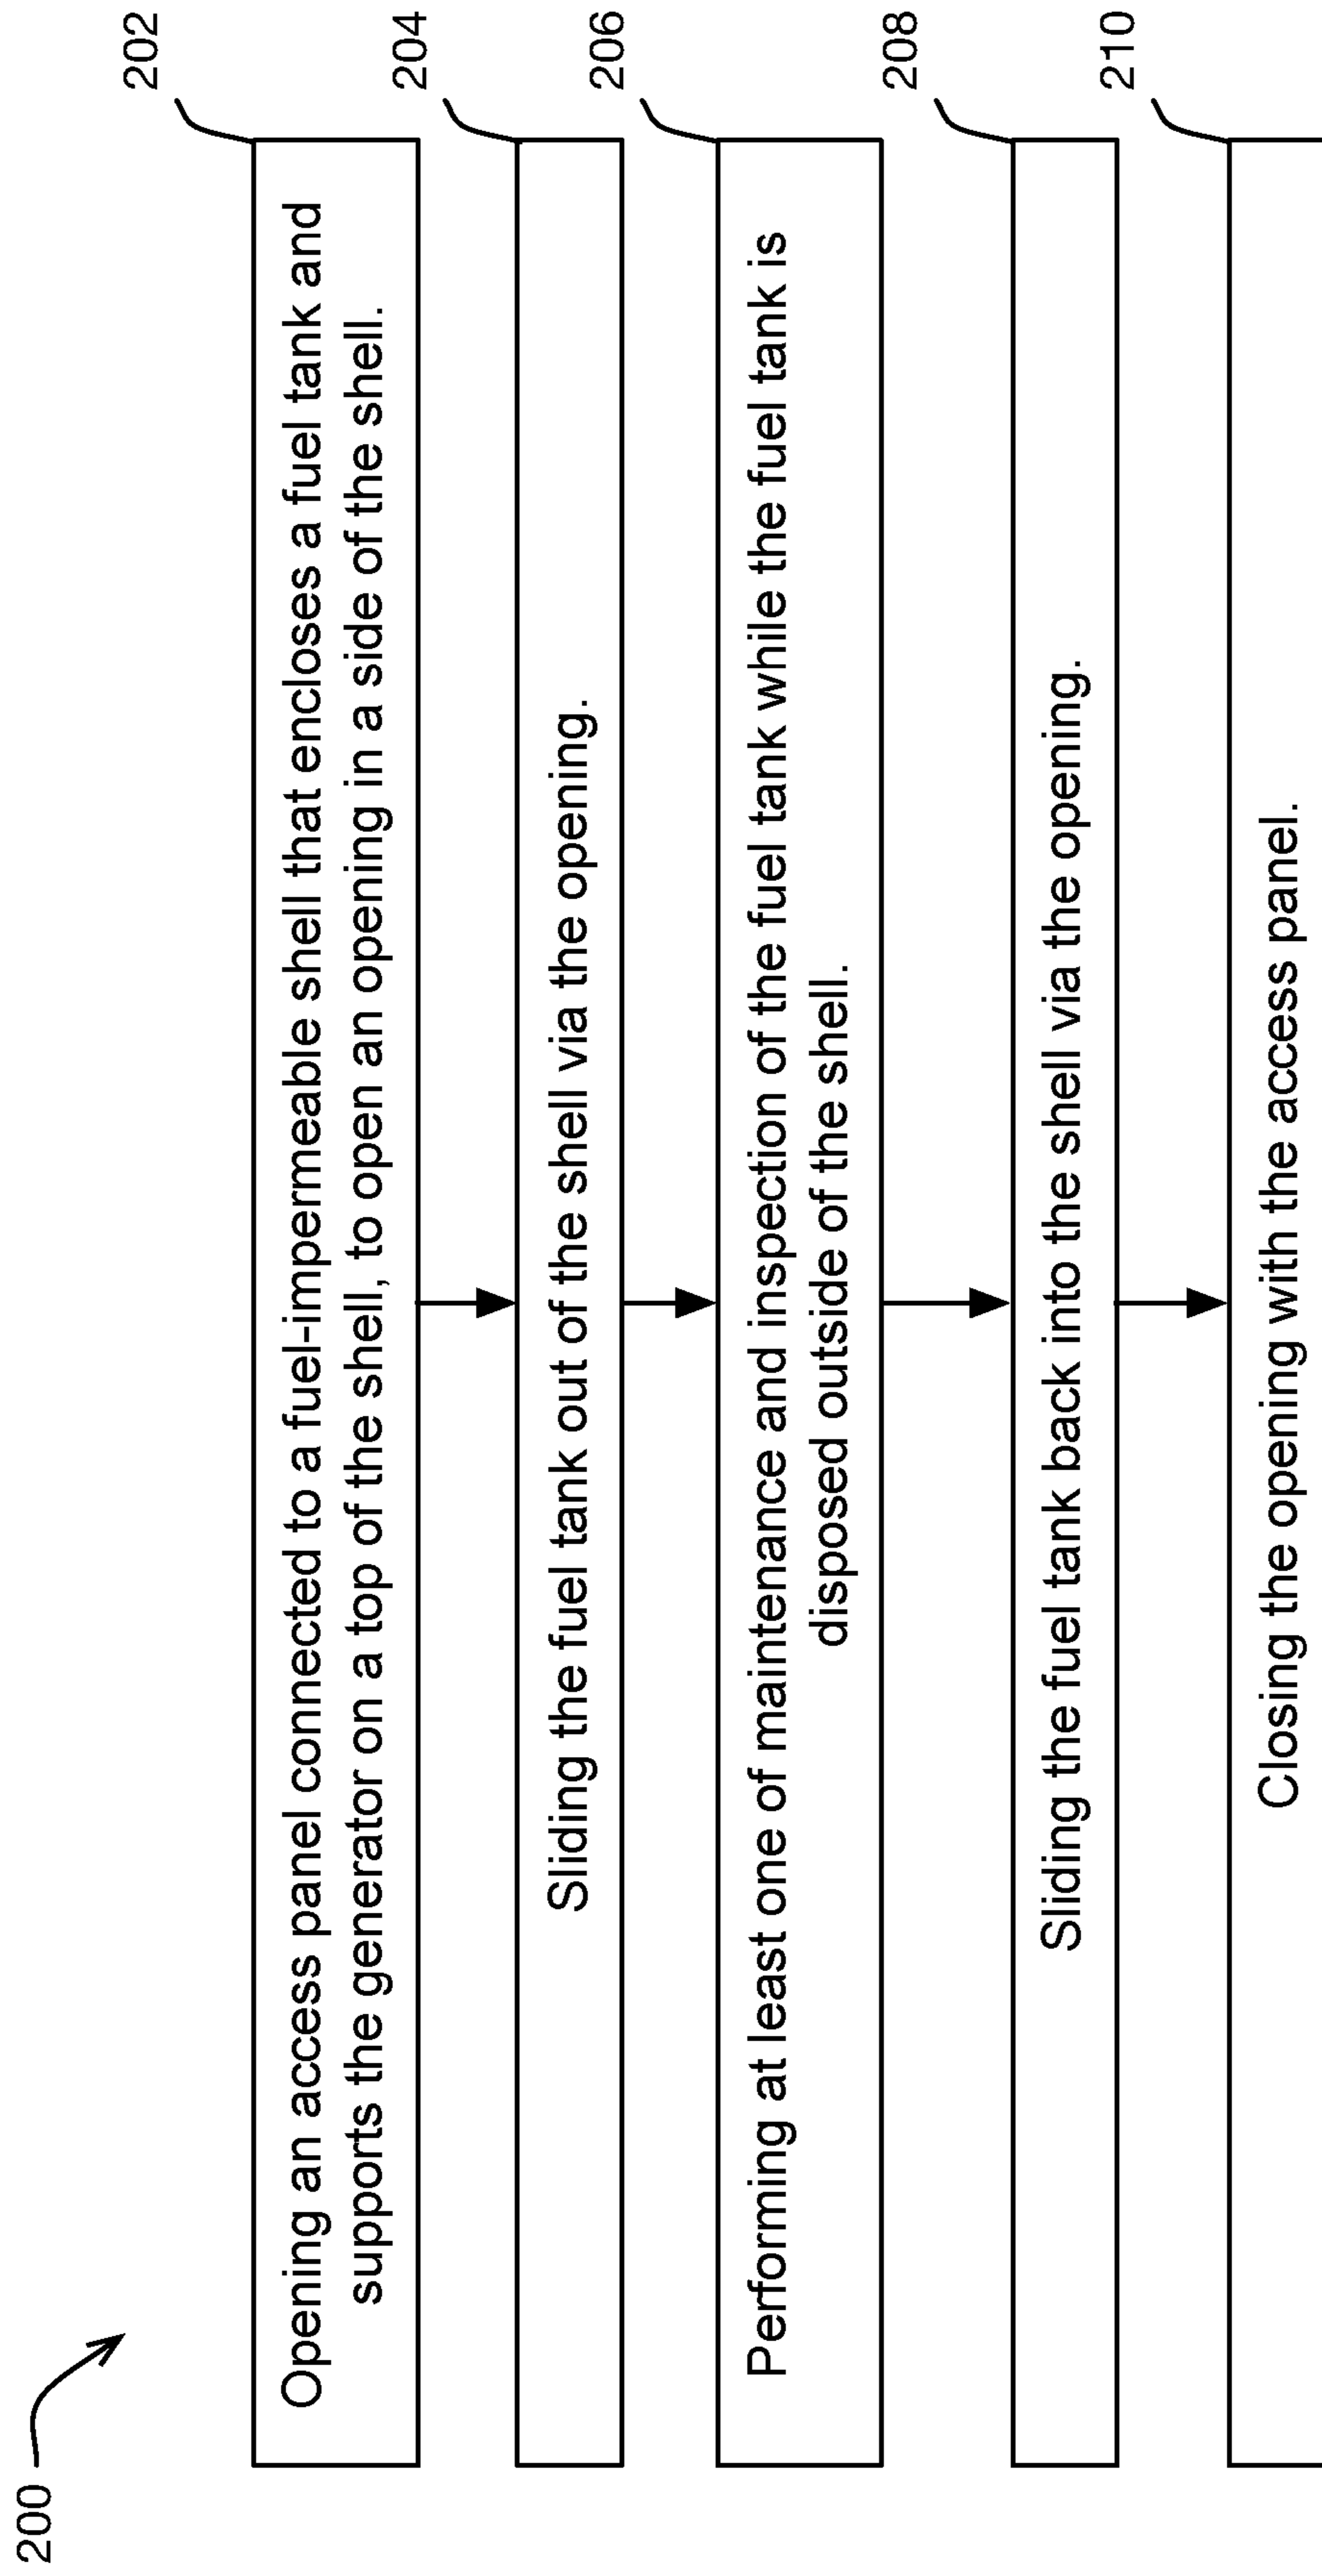 200
202
Opening an access panel connected to a fuel-impermeable shell that encloses a fuel tank and
supports the generator on a top of the shell, to open an opening in a side of the shell.
204
Sliding the fuel tank out of the shell via the opening.
206
Performing at least one of maintenance and inspection of the fuel tank while the fuel tank is
disposed outside of the shell.
208
Sliding the fuel tank back into the shell via the opening.
210
Closing the opening with the access panel.